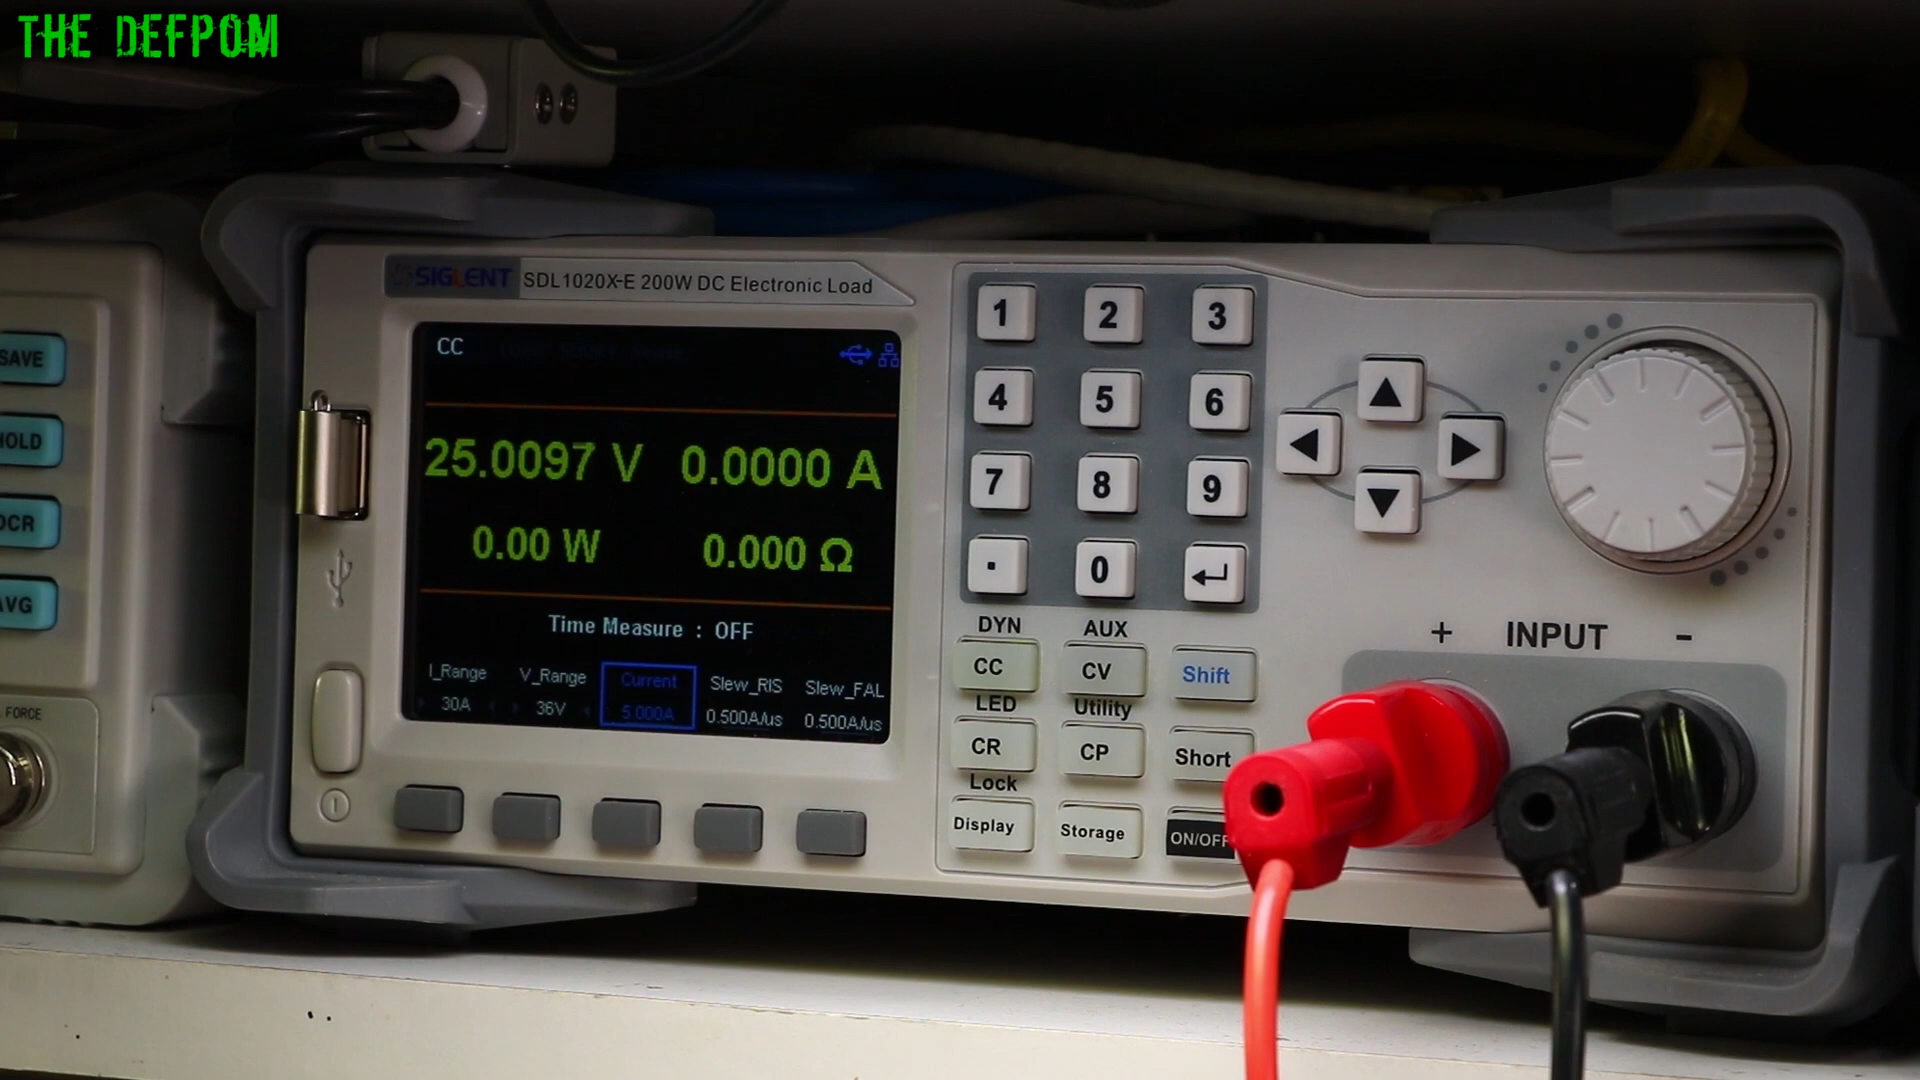 THE DEFPOM
SIGLENT SDL1020X-E 200W DC Electronic Load
CC
25.0097 V 0.0000 A
0.00 W 0.000 Ω
Time Measure : OFF
I_Range V_Range Current Slew_RIS Slew_FAL
30A 36V 5.000A 0.500A/us 0.500A/us
1 2 3
4 5 6
7 8 9
. 0
DYN AUX
CC CV Shift
LED Utility
CR CP Short
Lock
Display Storage ON/OFF
+ INPUT -
SAVE
HOLD
OCR
AVG
FORCE